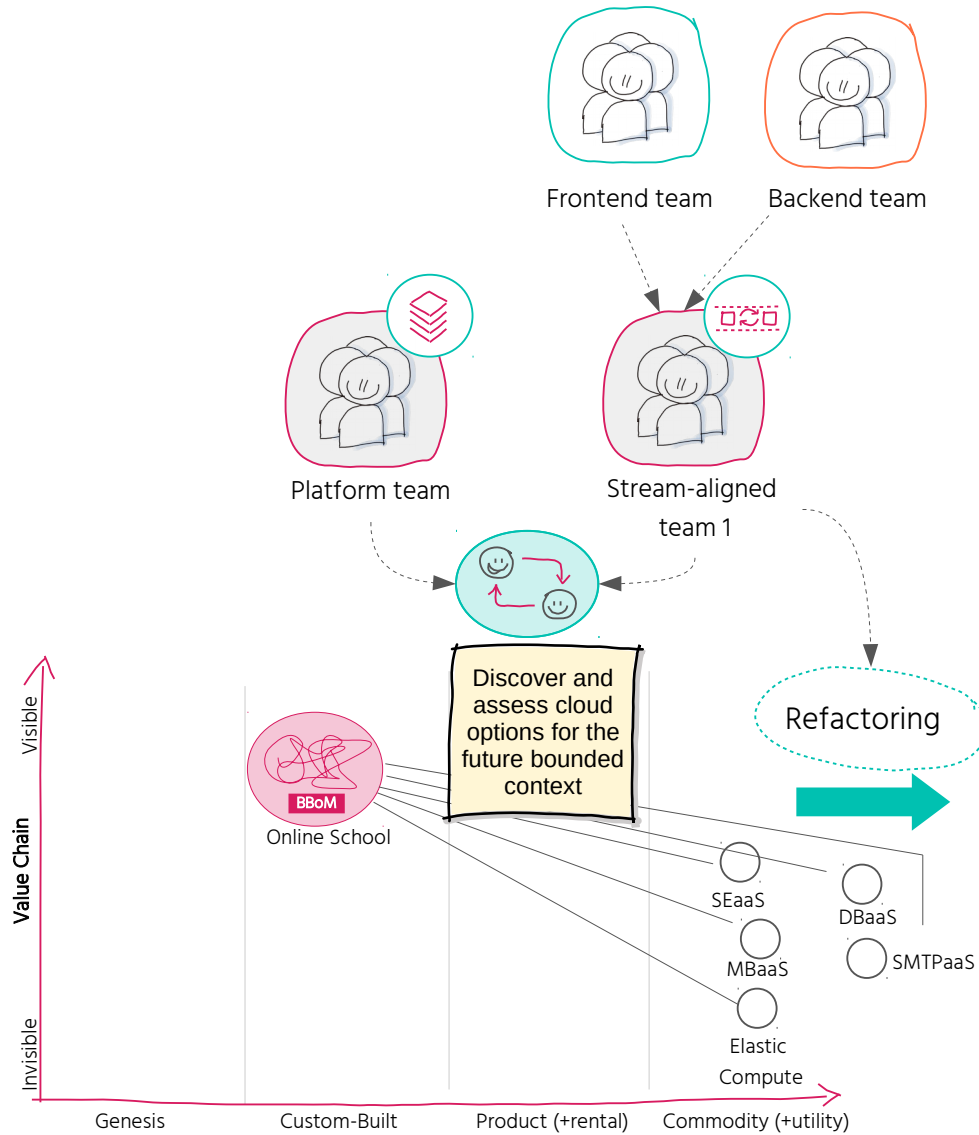 Frontend team
Backend team
Platform team
Stream-aligned
team 1
Discover and
assess cloud
options for the
future bounded
context
Refactoring
Visible
Value Chain
Invisible
BBoM
Online School
SEaaS
DBaaS
MBaaS
SMTPaaS
Elastic
Compute
Genesis
Custom-Built
Product (+rental)
Commodity (+utility)